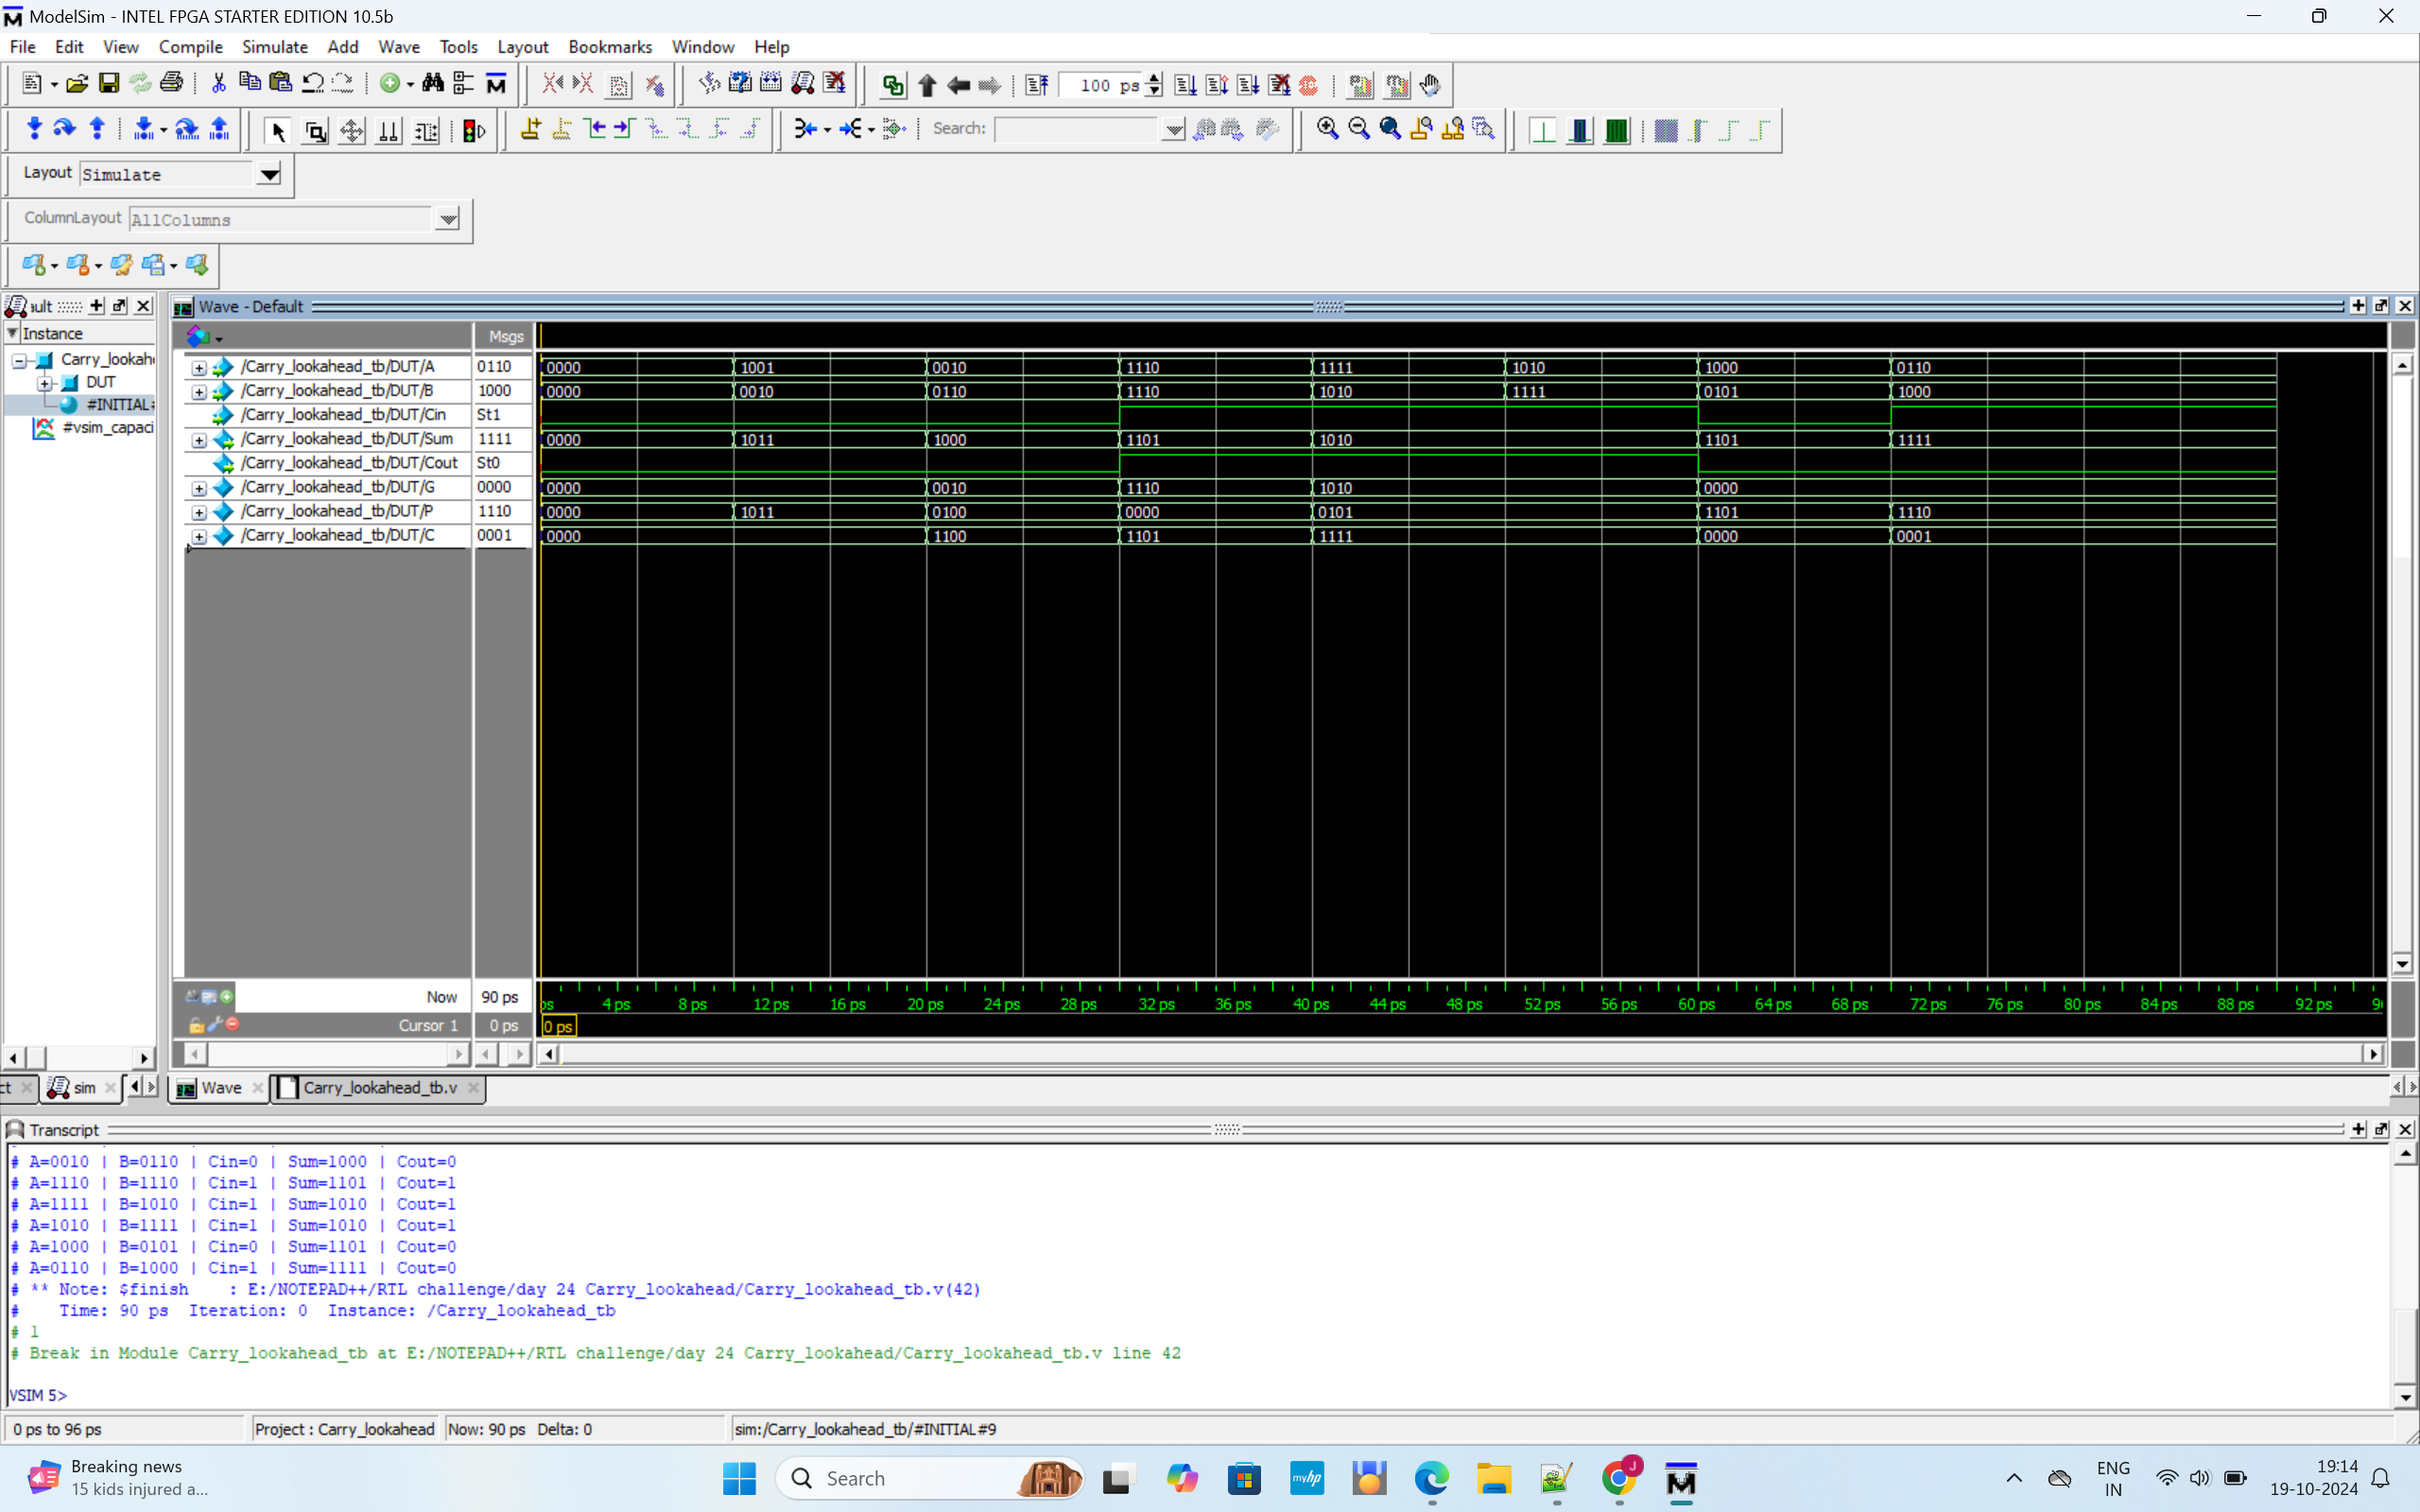 ModelSim - INTEL FPGA STARTER EDITION 10.5b
File Edit View Compile Simulate Add Wave Tools Layout Bookmarks Window Help
100 ps
Search:
Layout Simulate
ColumnLayout AllColumns
ault
Wave - Default
Instance
Msgs
Carry_lookah
DUT
#INITIAL
#vsim_capaci
/Carry_lookahead_tb/DUT/A 0110 0000 1001 0010 1110 1111 1010 1000 0110
/Carry_lookahead_tb/DUT/B 1000 0000 0010 0110 1110 1010 1111 0101 1000
/Carry_lookahead_tb/DUT/Cin St1
/Carry_lookahead_tb/DUT/Sum 1111 0000 1011 1000 1101 1010 1101 1111
/Carry_lookahead_tb/DUT/Cout St0
/Carry_lookahead_tb/DUT/G 0000 0000 0010 1110 1010 0000
/Carry_lookahead_tb/DUT/P 1110 0000 1011 0100 0000 0101 1101 1110
/Carry_lookahead_tb/DUT/C 0001 0000 1100 1101 1111 0000 0001
Now 90 ps ps 4 ps 8 ps 12 ps 16 ps 20 ps 24 ps 28 ps 32 ps 36 ps 40 ps 44 ps 48 ps 52 ps 56 ps 60 ps 64 ps 68 ps 72 ps 76 ps 80 ps 84 ps 88 ps 92 ps 9
Cursor 1 0 ps 0 ps
ct sim Wave Carry_lookahead_tb.v
Transcript
# A=0010 | B=0110 | Cin=0 | Sum=1000 | Cout=0
# A=1110 | B=1110 | Cin=1 | Sum=1101 | Cout=1
# A=1111 | B=1010 | Cin=1 | Sum=1010 | Cout=1
# A=1010 | B=1111 | Cin=1 | Sum=1010 | Cout=1
# A=1000 | B=0101 | Cin=0 | Sum=1101 | Cout=0
# A=0110 | B=1000 | Cin=1 | Sum=1111 | Cout=0
# ** Note: $finish : E:/NOTEPAD++/RTL challenge/day 24 Carry_lookahead/Carry_lookahead_tb.v(42)
# Time: 90 ps Iteration: 0 Instance: /Carry_lookahead_tb
# 1
# Break in Module Carry_lookahead_tb at E:/NOTEPAD++/RTL challenge/day 24 Carry_lookahead/Carry_lookahead_tb.v line 42
VSIM 5>
0 ps to 96 ps Project : Carry_lookahead Now: 90 ps Delta: 0 sim:/Carry_lookahead_tb/#INITIAL#9
Breaking news
15 kids injured a...
Search
myhp
J
ENG
IN
19:14
19-10-2024